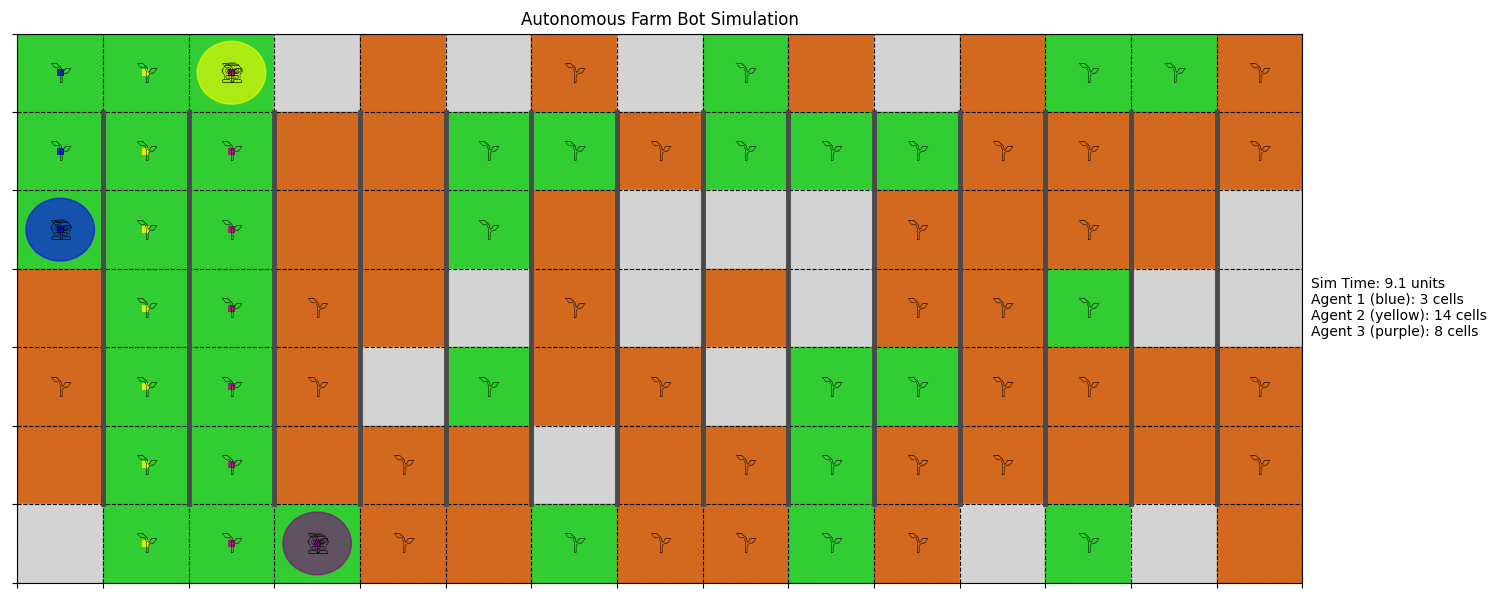 Autonomous Farm Bot Simulation
Sim Time: 9.1 units
Agent 1 (blue): 3 cells
Agent 2 (yellow): 14 cells
Agent 3 (purple): 8 cells